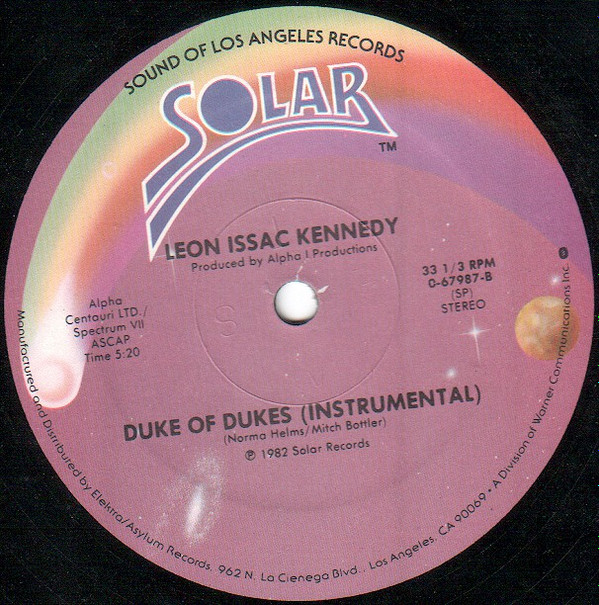 SOUND OF LOS ANGELES RECORDS
SOLAR
TM
LEON ISSAC KENNEDY
Produced by Alpha I Productions
Alpha
Centauri LTD./
Spectrum VII
ASCAP
Time 5:20
33 1/3 RPM
0-67987-B
(SP)
STEREO
DUKE OF DUKES (INSTRUMENTAL)
(Norma Helms/Mitch Bottler)
℗ 1982 Solar Records
Manufactured and Distributed by Elektra/Asylum Records, 962 N. La Cienega Blvd., Los Angeles, CA 90069 • A Division of Warner Communications Inc.